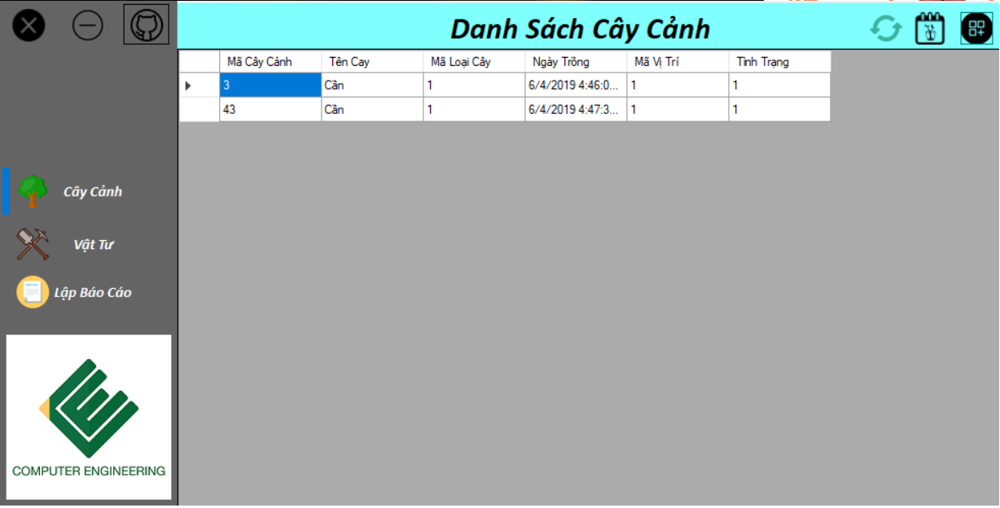 Danh Sách Cây Cảnh
Mã Cây Cảnh Tên Cay Mã Loại Cây Ngày Trồng Mã Vị Trí Tình Trạng
3 Cần 1 6/4/2019 4:46:0... 1 1
43 Cần 1 6/4/2019 4:47:3... 1 1
Cây Cảnh
Vật Tư
Lập Báo Cáo
COMPUTER ENGINEERING